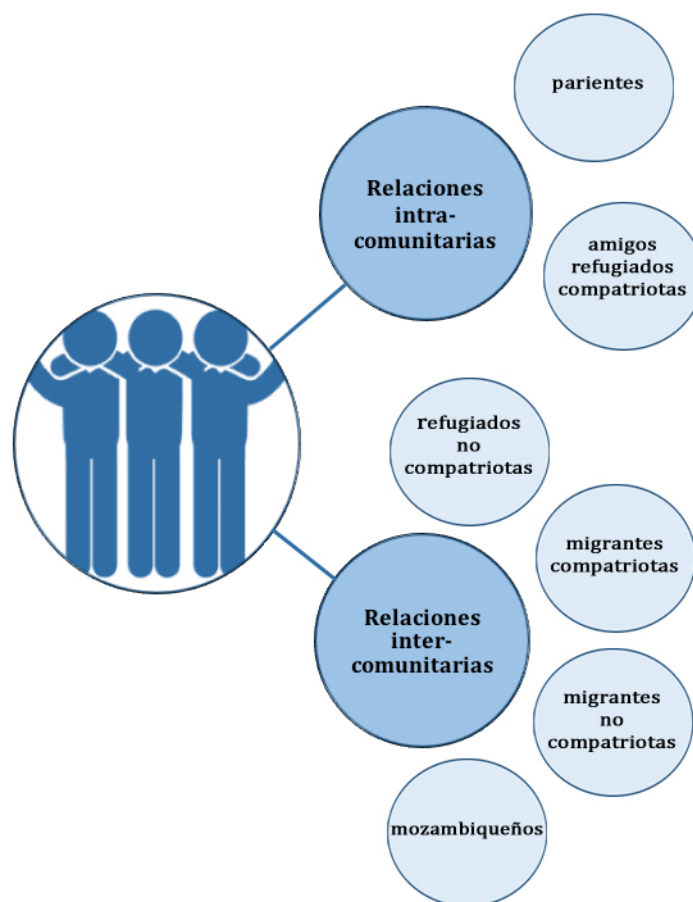 parientes
Relaciones
intra-
comunitarias
amigos
refugiados
compatriotas
refugiados
no
compatriotas
migrantes
compatriotas
Relaciones
inter-
comunitarias
migrantes
no
compatriotas
mozambiqueños